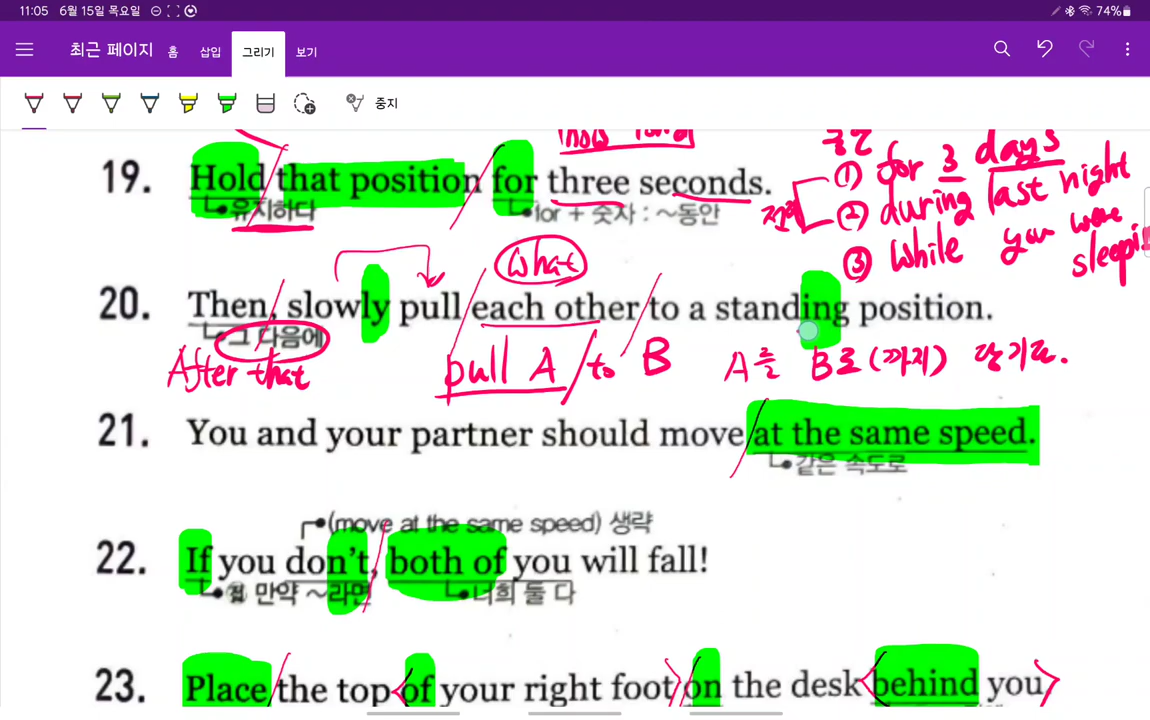 11:05 6월 15일 목요일 74%
최근 페이지 홈 삽입 그리기 보기
중지
① for 3 days
19. Hold that position for three seconds.
유지하다 for + 숫자 : ~동안
② during last night
③ while you were
What
20. Then, slowly pull each other to a standing position.
그 다음에
After that pull A / to B A를 B로(까지) 당기다.
21. You and your partner should move at the same speed.
같은 속도로
(move at the same speed) 생략
22. If you don't, both of you will fall!
접 만약 ~라면 너희 둘 다
23. Place the top of your right foot on the desk behind you,